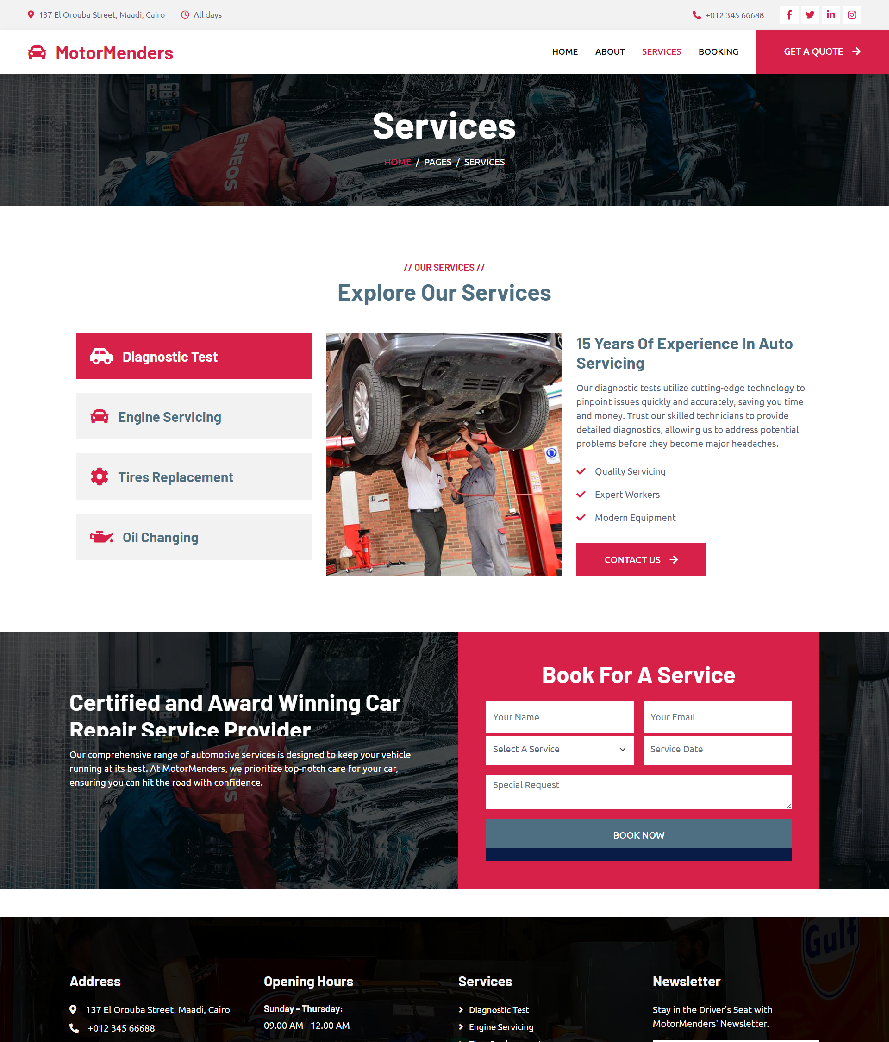 137 El Orouba Street, Maadi, Cairo
All days
+012 345 66688
MotorMenders
HOME
ABOUT
SERVICES
BOOKING
GET A QUOTE
ENEOS
Services
HOME / PAGES / SERVICES
// OUR SERVICES //
Explore Our Services
Diagnostic Test
Engine Servicing
Tires Replacement
Oil Changing
15 Years Of Experience In Auto
Servicing
Our diagnostic tests utilize cutting-edge technology to
pinpoint issues quickly and accurately, saving you time
and money. Trust our skilled technicians to provide
detailed diagnostics, allowing us to address potential
problems before they become major headaches.
Quality Servicing
Expert Workers
Modern Equipment
CONTACT US
Certified and Award Winning Car
Repair Service Provider
Our comprehensive range of automotive services is designed to keep your vehicle
running at its best. At MotorMenders, we prioritize top-notch care for your car,
ensuring you can hit the road with confidence.
Book For A Service
Your Name
Your Email
Select A Service
Service Date
Special Request
BOOK NOW
Gulf
Address
137 El Orouba Street, Maadi, Cairo
+012 345 66688
Opening Hours
Sunday - Thursday:
09.00 AM - 12.00 AM
Services
Diagnostic Test
Engine Servicing
Newsletter
Stay in the Driver's Seat with
MotorMenders' Newsletter.